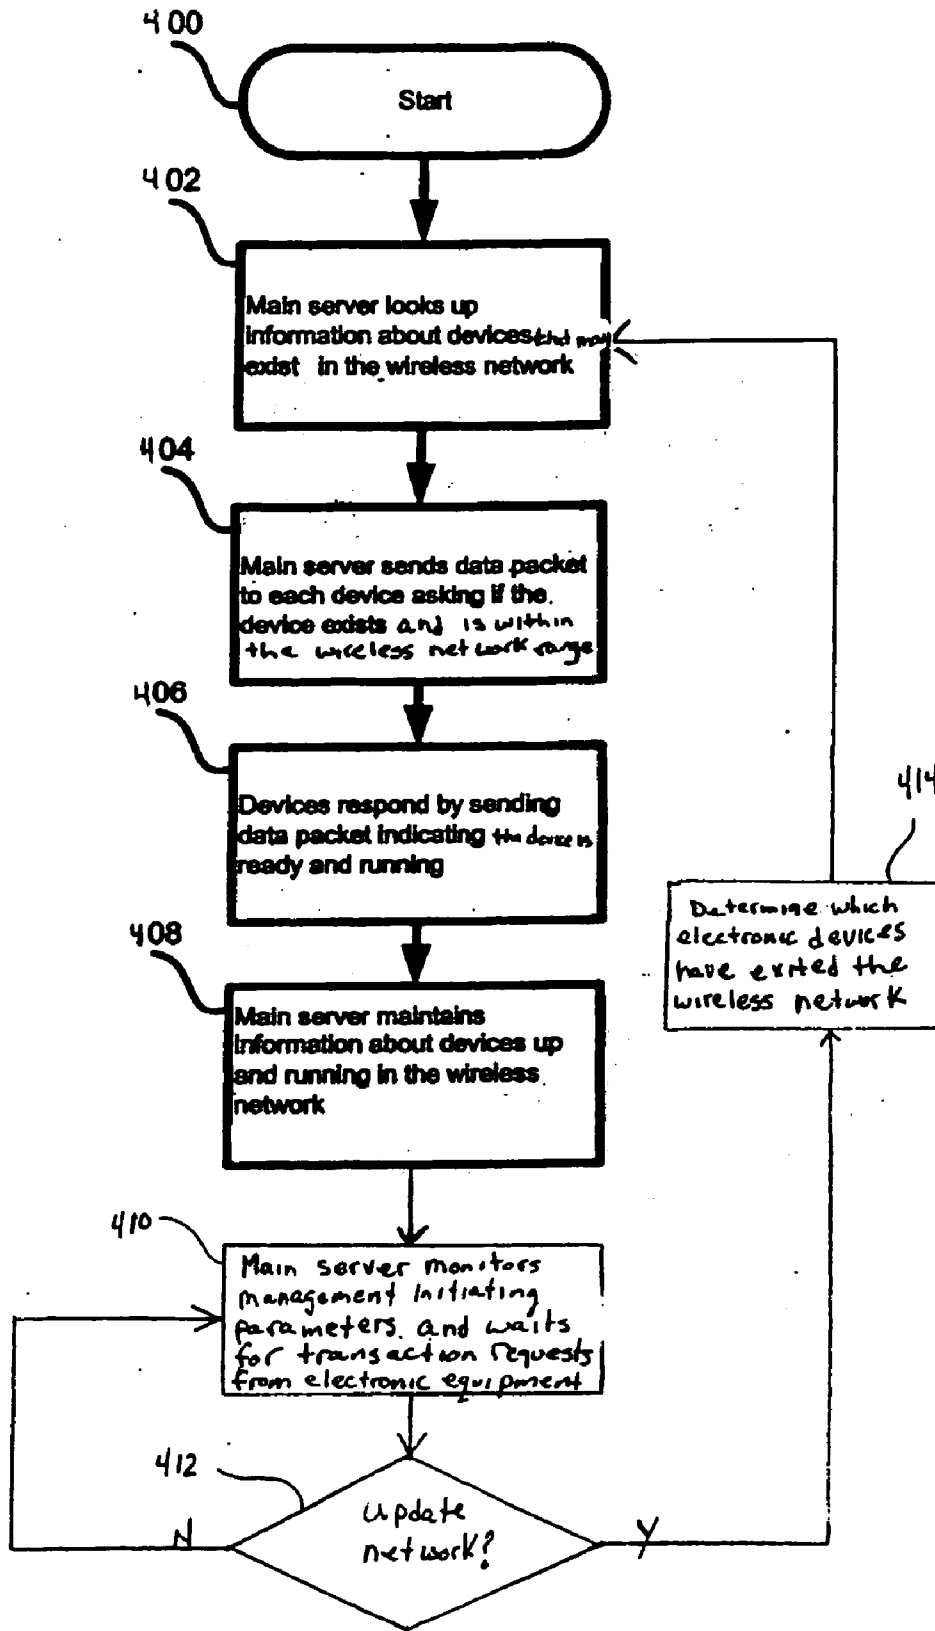 400
Start
402
Main server looks up
information about devices that may
exist in the wireless network
404
Main server sends data packet
to each device asking if the
device exists and is within
the wireless network range
406
Devices respond by sending
data packet indicating the device is
ready and running
408
Main server maintains
information about devices up
and running in the wireless
network
414
Determine which
electronic devices
have exited the
wireless network
410
Main server monitors
management initiating
parameters. and waits
for transaction requests
from electronic equipment
412
update
network?
N
Y